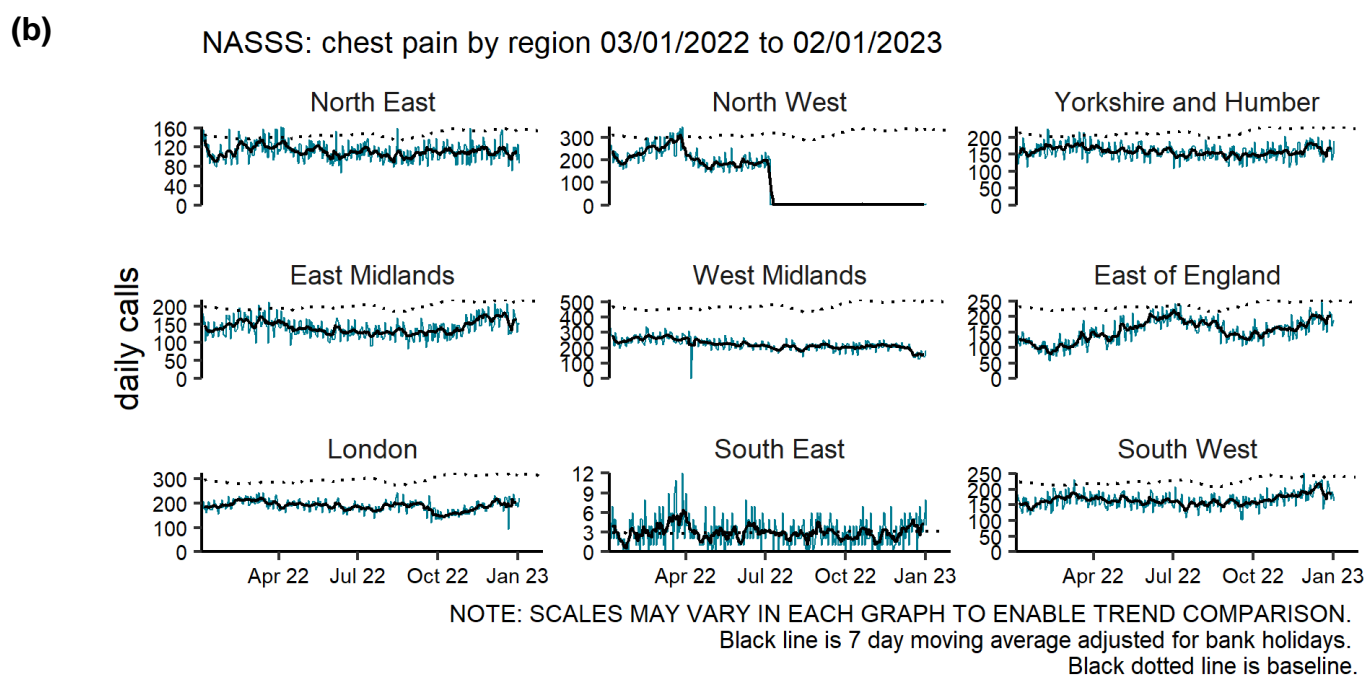 (b)
NASSS: chest pain by region 03/01/2022 to 02/01/2023
North East
North West
Yorkshire and Humber
160
120
80
40
0
300
200
100
0
200
150
100
50
0
daily calls
East Midlands
West Midlands
East of England
200
150
100
50
0
500
400
300
200
100
0
250
200
150
100
50
0
London
South East
South West
300
200
100
0
12
9
6
3
0
250
200
150
100
50
0
Apr 22 Jul 22 Oct 22 Jan 23
Apr 22 Jul 22 Oct 22 Jan 23
Apr 22 Jul 22 Oct 22 Jan 23
NOTE: SCALES MAY VARY IN EACH GRAPH TO ENABLE TREND COMPARISON.
Black line is 7 day moving average adjusted for bank holidays.
Black dotted line is baseline.